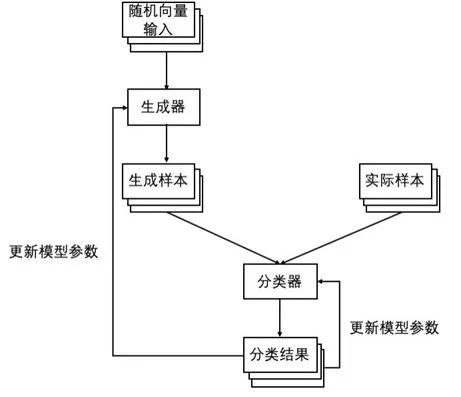 随机向量
输入
生成器
生成样本
实际样本
更新模型参数
分类器
更新模型参数
分类结果